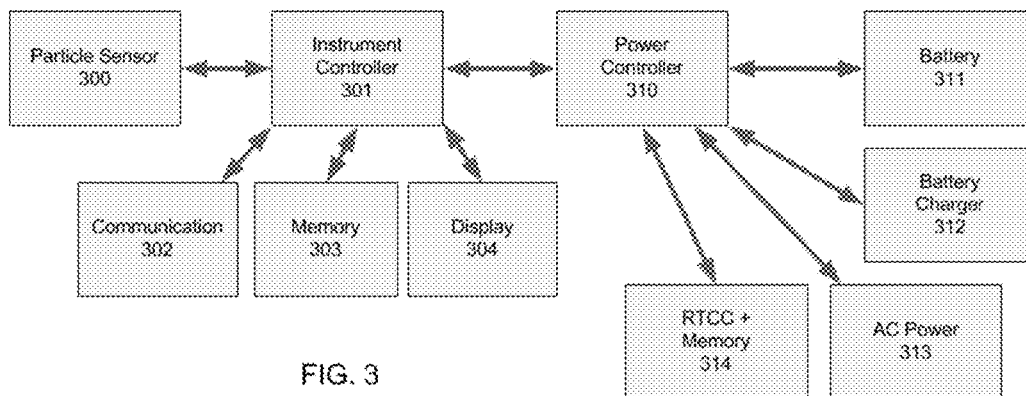 Particle Sensor
300
Instrument
Controller
301
Power
Controller
310
Battery
311
Communication
302
Memory
303
Display
304
Battery
Charger
312
RTCC +
Memory
314
AC Power
313
FIG. 3